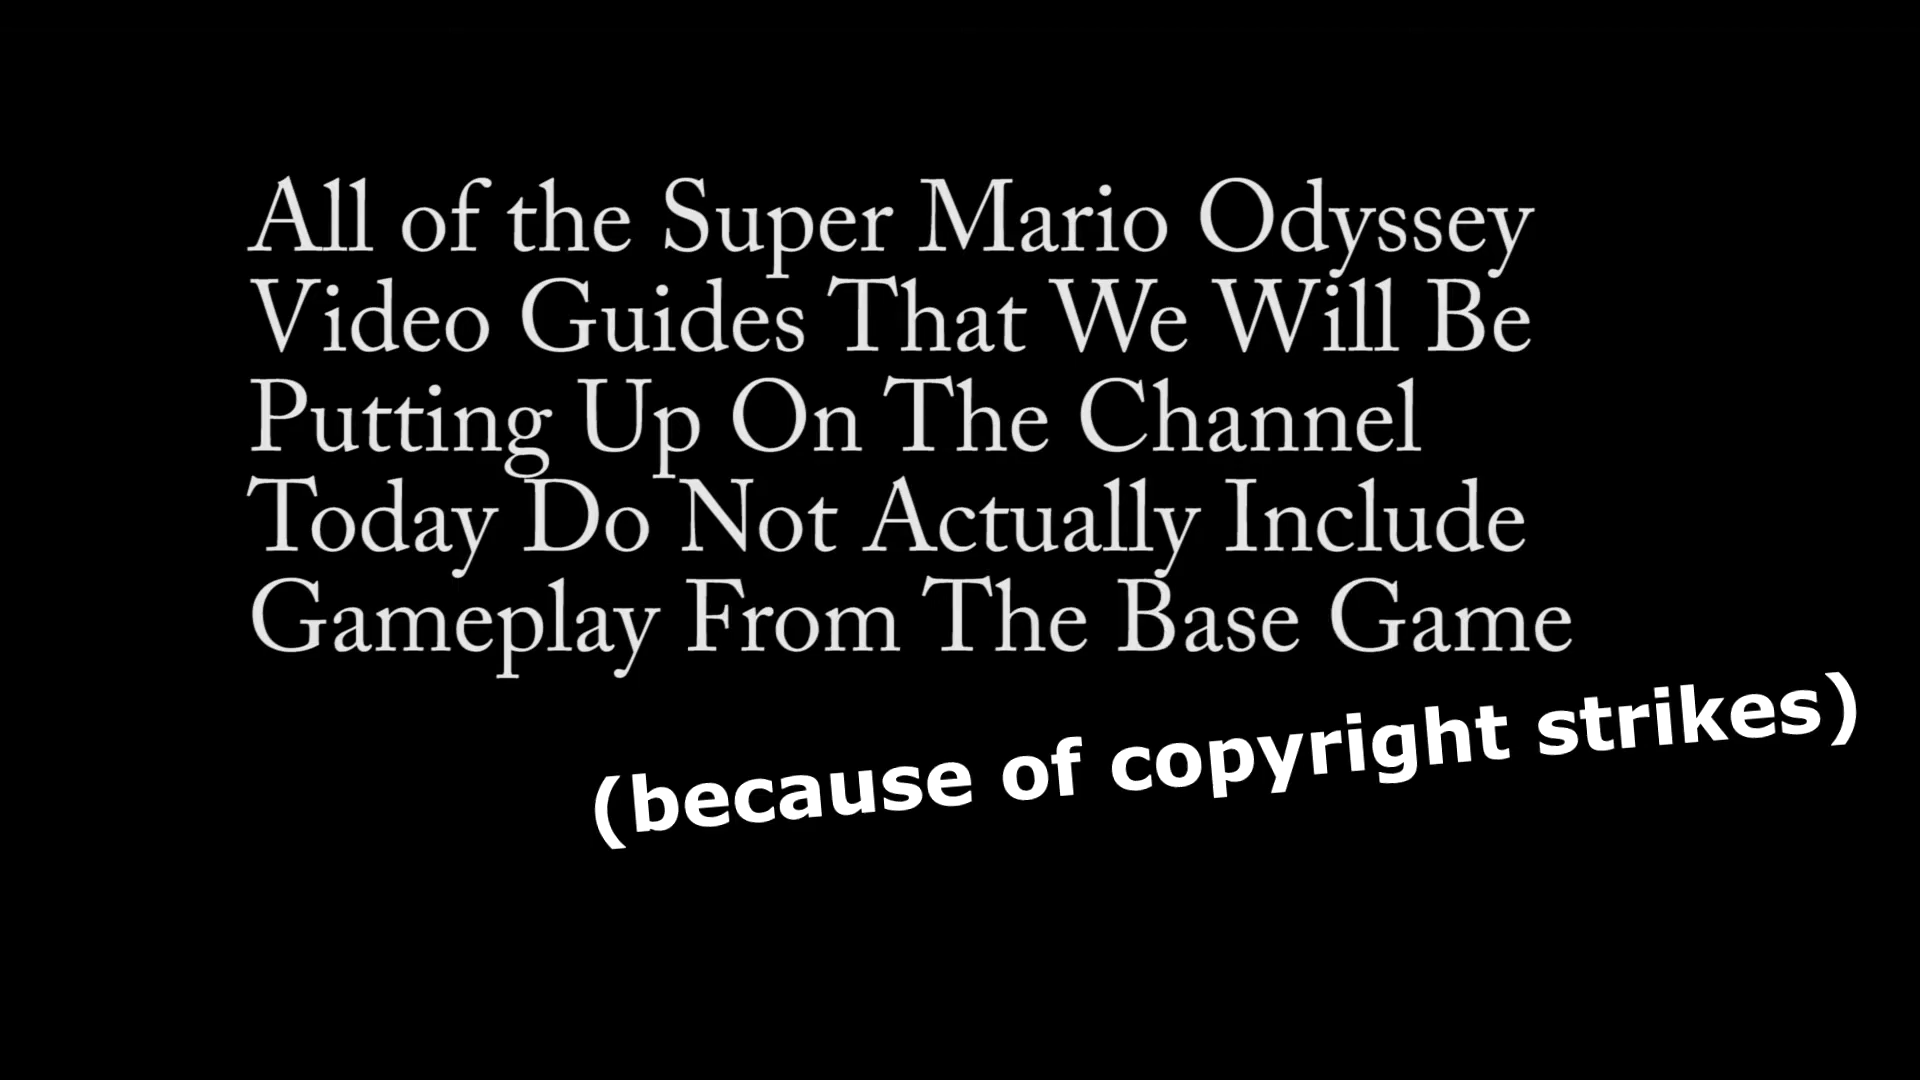 All of the Super Mario Odyssey
Video Guides That We Will Be
Putting Up On The Channel
Today Do Not Actually Include
Gameplay From The Base Game
(because of copyright strikes)